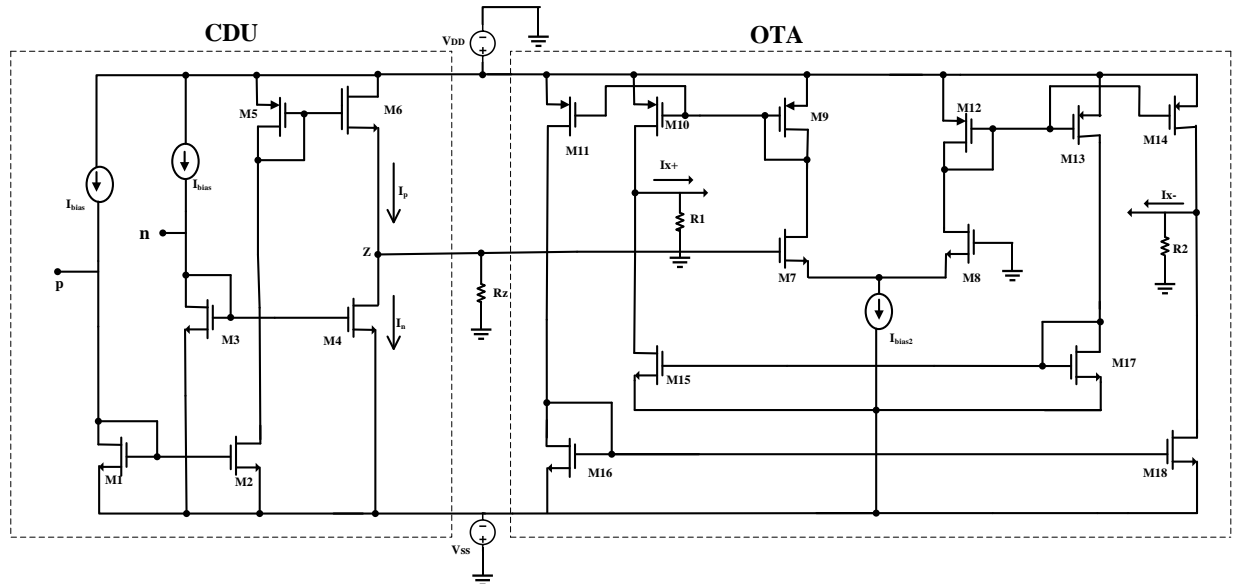 CDU
OTA
VDD
M5
M6
M11
M10
M9
M12
M13
M14
Ibias
Ibias
Ip
Ix+
Ix-
n
R1
R2
p
Z
M7
M8
Rz
In
M3
M4
Ibias2
M15
M17
M1
M2
M16
M18
Vss